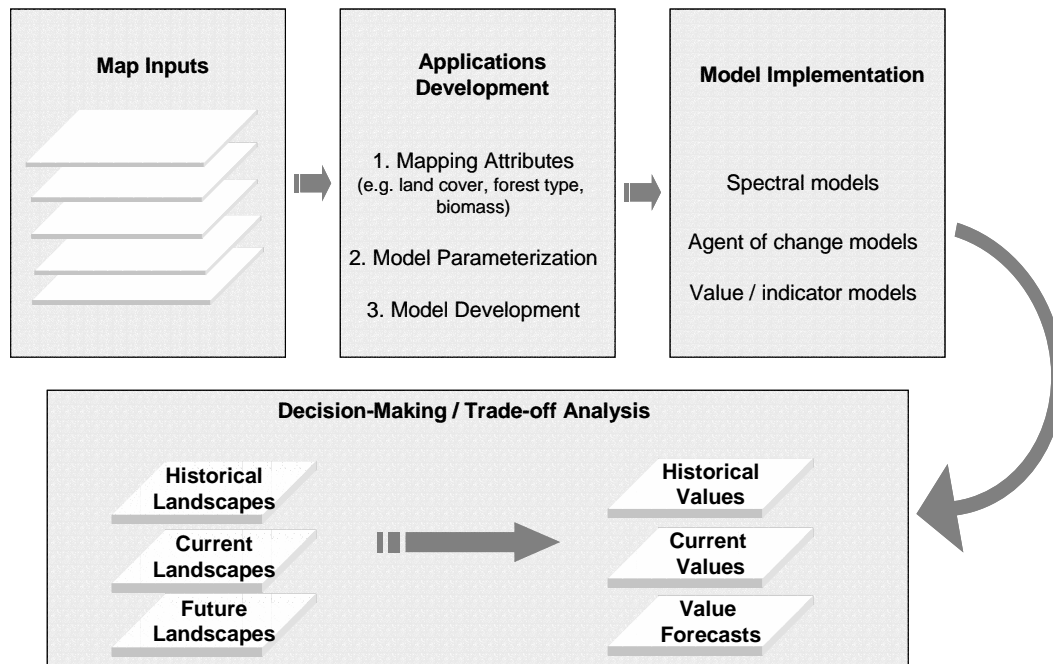 Map Inputs
Applications
Development
1. Mapping Attributes
(e.g. land cover, forest type,
biomass)
2. Model Parameterization
3. Model Development
Model Implementation
Spectral models
Agent of change models
Value / indicator models
Decision-Making / Trade-off Analysis
Historical
Landscapes
Current
Landscapes
Future
Landscapes
Historical
Values
Current
Values
Value
Forecasts